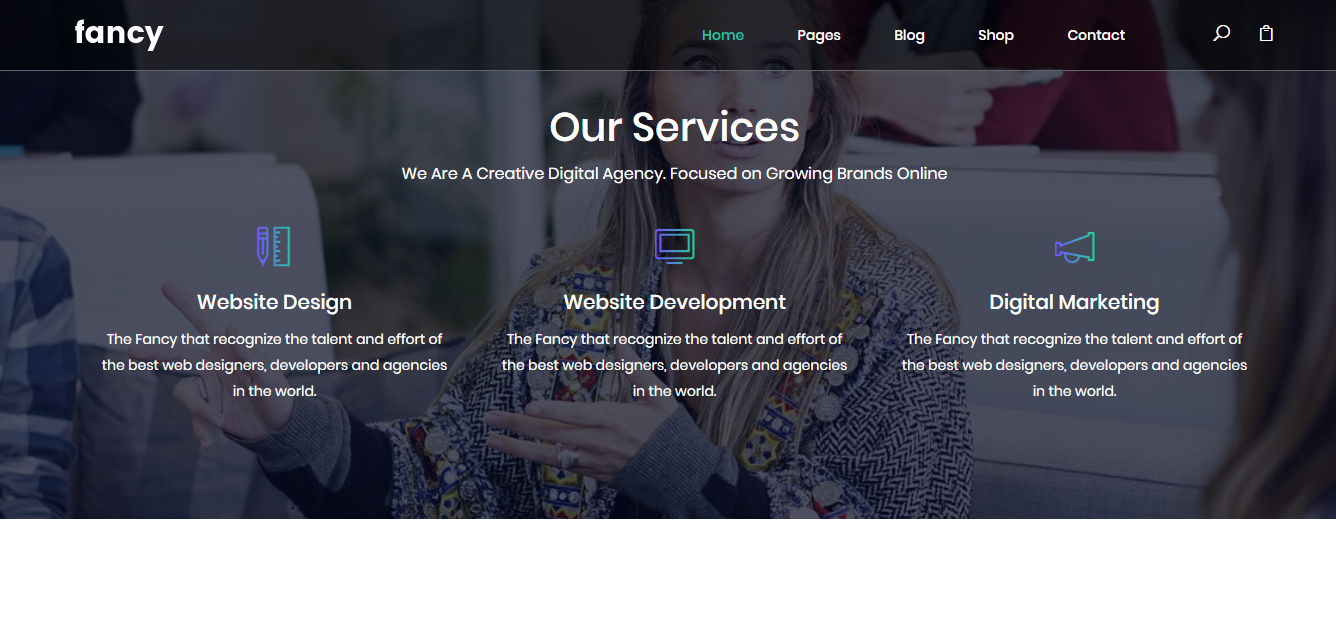 fancy
Home Pages Blog Shop Contact
Our Services
We Are A Creative Digital Agency. Focused on Growing Brands Online
Website Design
The Fancy that recognize the talent and effort of
the best web designers, developers and agencies
in the world.
Website Development
The Fancy that recognize the talent and effort of
the best web designers, developers and agencies
in the world.
Digital Marketing
The Fancy that recognize the talent and effort of
the best web designers, developers and agencies
in the world.